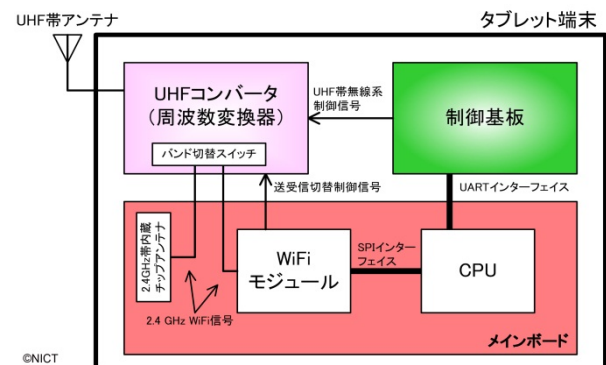 UHF帯アンテナ
タブレット端末
UHFコンバータ
（周波数変換器）
バンド切替スイッチ
UHF帯無線系
制御信号
制御基板
送受信切替制御信号
UARTインターフェイス
2.4GHz帯内蔵
チップアンテナ
WiFi
モジュール
SPIインター
フェイス
CPU
2.4 GHz WiFi信号
メインボード
©NICT